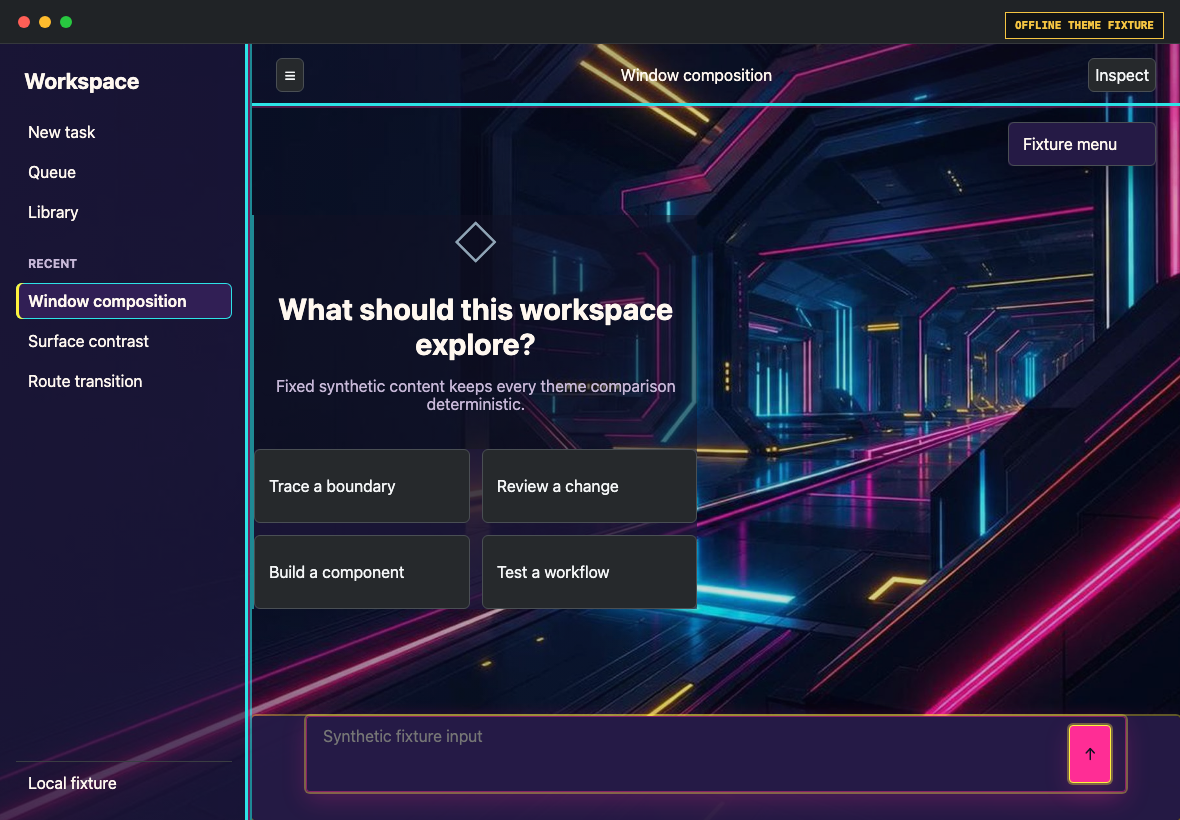 OFFLINE THEME FIXTURE
Workspace
New task
Queue
Library
RECENT
Window composition
Surface contrast
Route transition
Local fixture
Window composition
Inspect
Fixture menu
What should this workspace
explore?
Fixed synthetic content keeps every theme comparison
deterministic.
Trace a boundary
Review a change
Build a component
Test a workflow
Synthetic fixture input